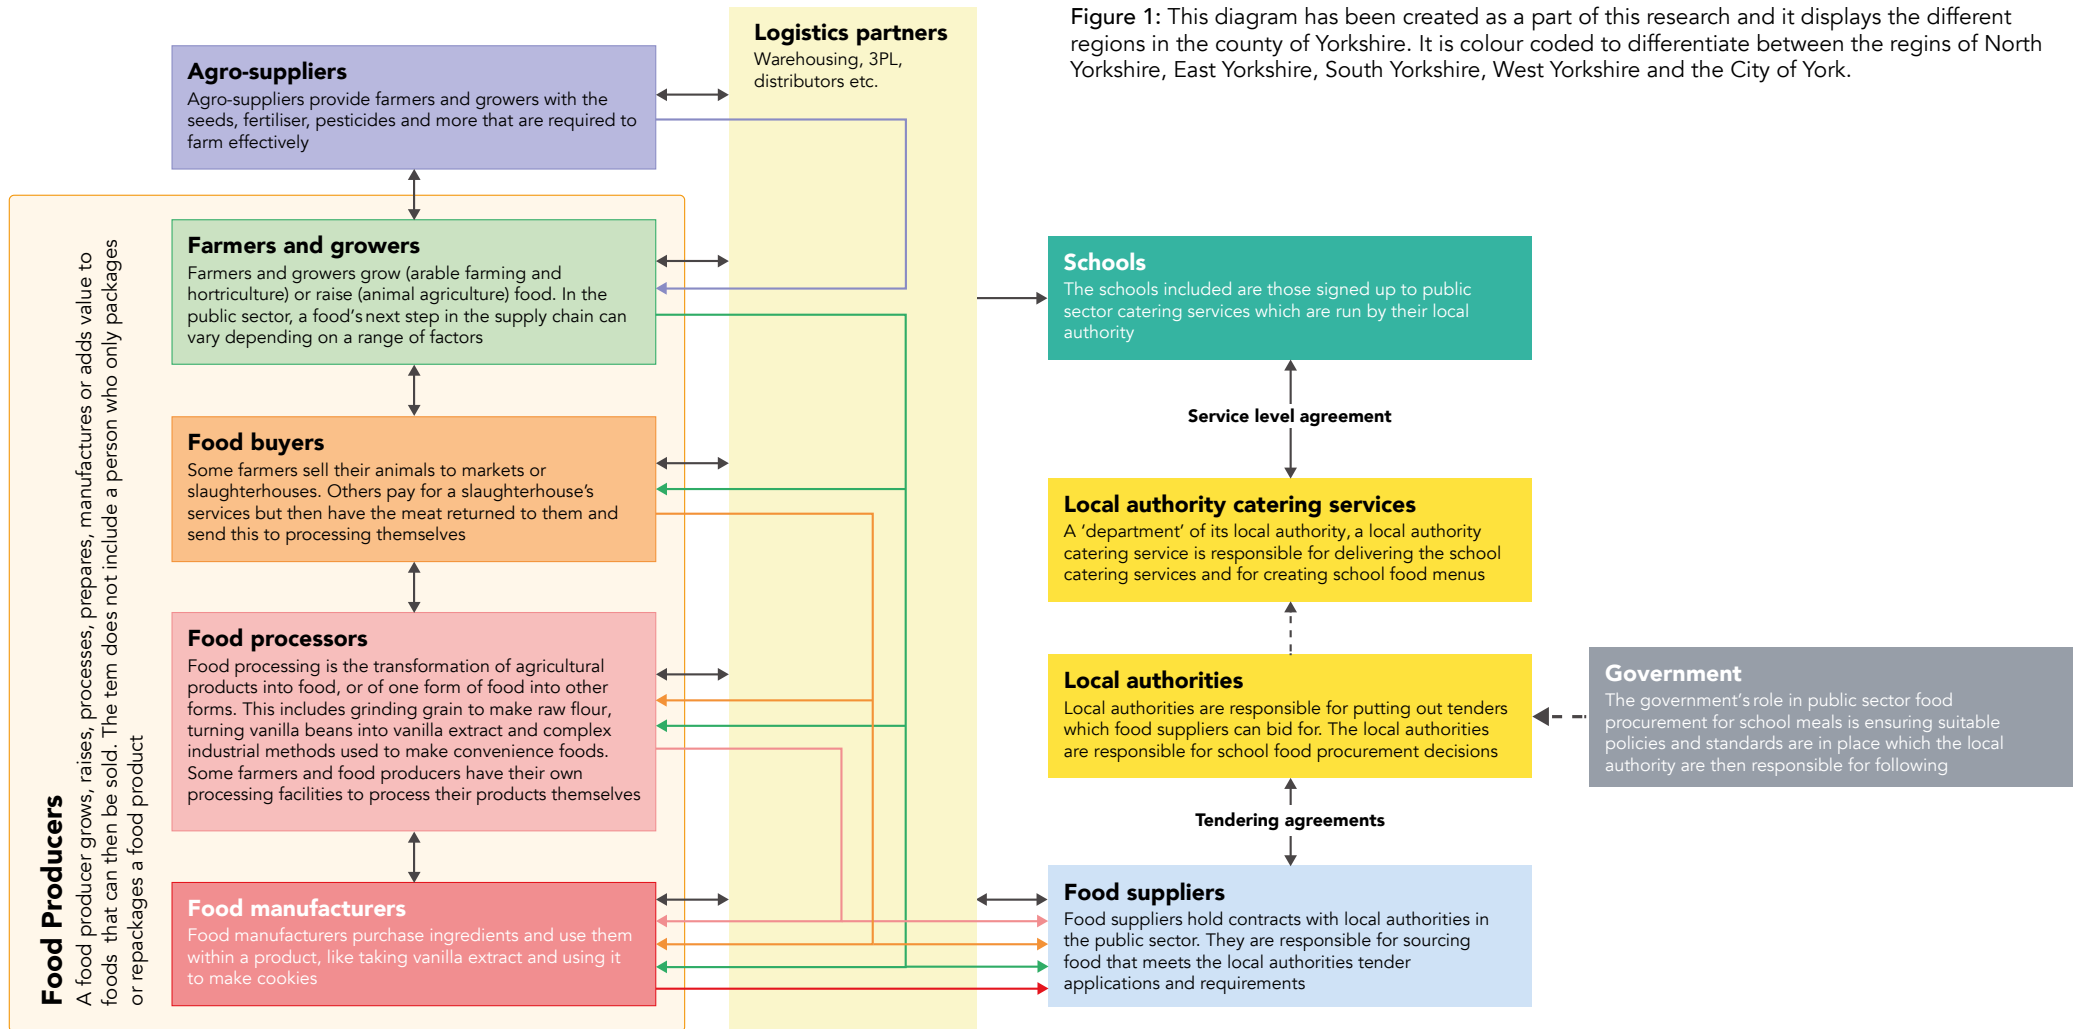 Figure 1: This diagram has been created as a part of this research and it displays the different
regions in the county of Yorkshire. It is colour coded to differentiate between the regins of North
Yorkshire, East Yorkshire, South Yorkshire, West Yorkshire and the City of York.
Logistics partners
Warehousing, 3PL,
distributors etc.
Agro-suppliers
Agro-suppliers provide farmers and growers with the
seeds, fertiliser, pesticides and more that are required to
farm effectively
Food Producers
A food producer grows, raises, processes, prepares, manufactures or adds value to
foods that can then be sold. The tem does not include a person who only packages
or repackages a food product
Farmers and growers
Farmers and growers grow (arable farming and
hortriculture) or raise (animal agriculture) food. In the
public sector, a food's next step in the supply chain can
vary depending on a range of factors
Food buyers
Some farmers sell their animals to markets or
slaughterhouses. Others pay for a slaughterhouse's
services but then have the meat returned to them and
send this to processing themselves
Food processors
Food processing is the transformation of agricultural
products into food, or of one form of food into other
forms. This includes grinding grain to make raw flour,
turning vanilla beans into vanilla extract and complex
industrial methods used to make convenience foods.
Some farmers and food producers have their own
processing facilities to process their products themselves
Food manufacturers
Food manufacturers purchase ingredients and use them
within a product, like taking vanilla extract and using it
to make cookies
Schools
The schools included are those signed up to public
sector catering services which are run by their local
authority
Service level agreement
Local authority catering services
A ‘department’ of its local authority, a local authority
catering service is responsible for delivering the school
catering services and for creating school food menus
Local authorities
Local authorities are responsible for putting out tenders
which food suppliers can bid for. The local authorities
are responsible for school food procurement decisions
Government
The government's role in public sector food
procurement for school meals is ensuring suitable
policies and standards are in place which the local
authority are then responsible for following
Tendering agreements
Food suppliers
Food suppliers hold contracts with local authorities in
the public sector. They are responsible for sourcing
food that meets the local authorities tender
applications and requirements